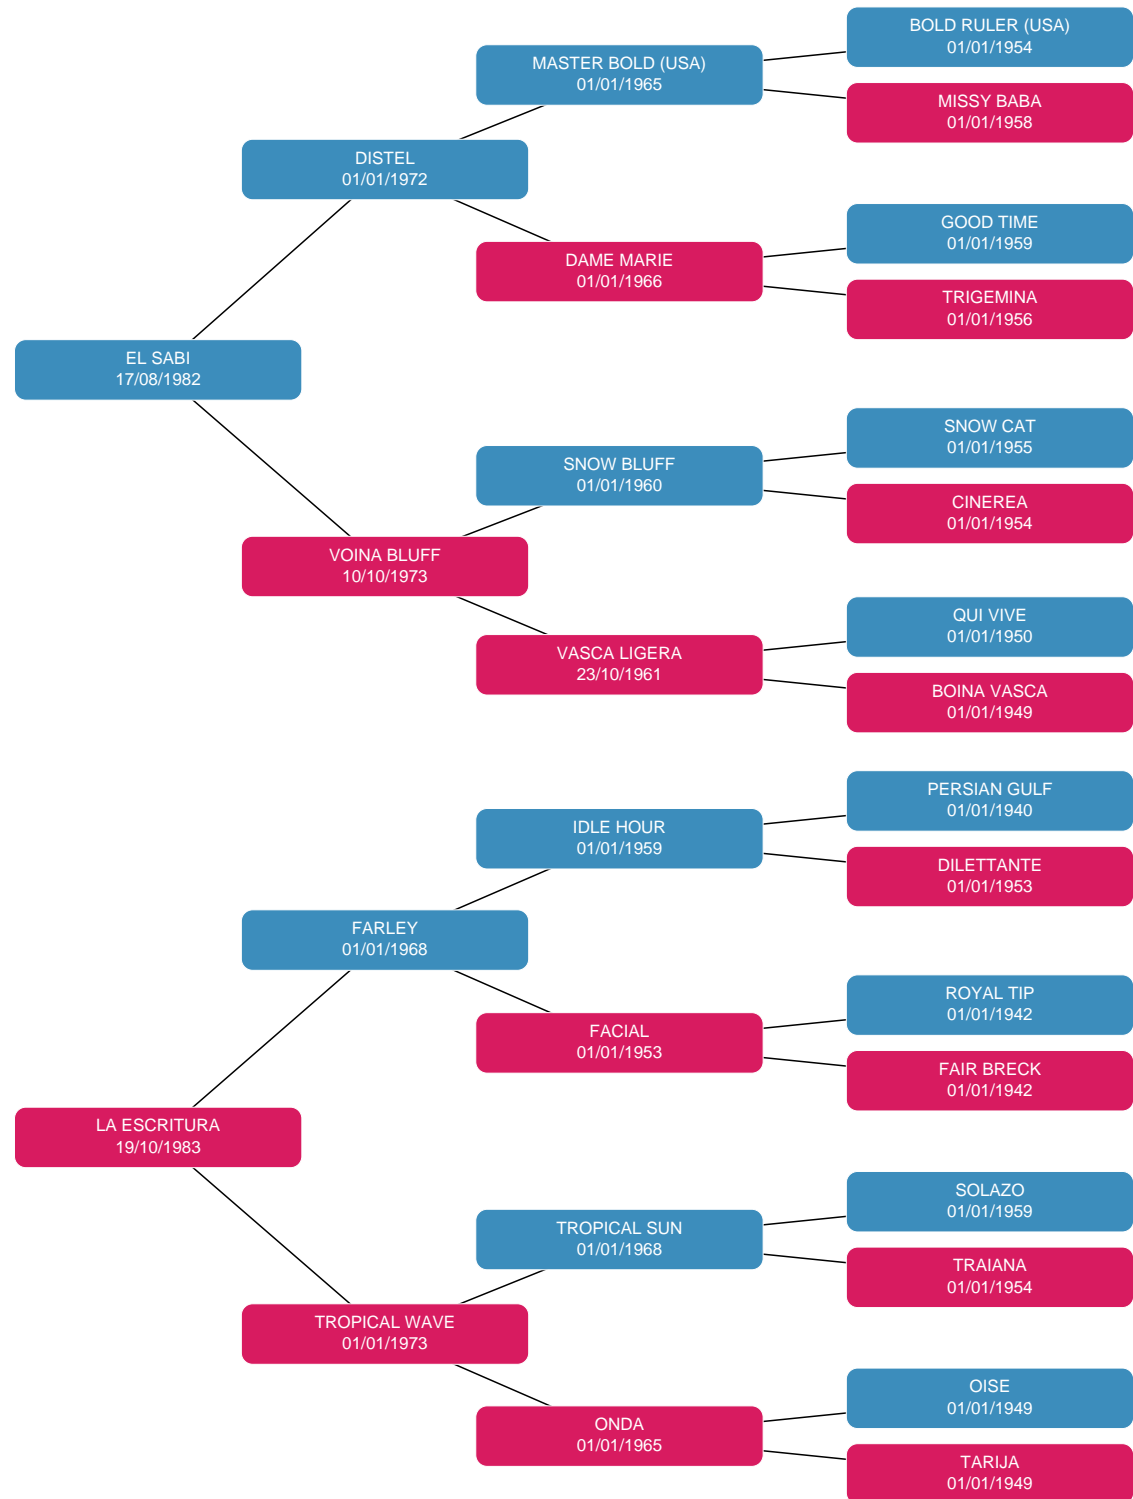 BOLD RULER (USA)
01/01/1954
MASTER BOLD (USA)
01/01/1965
MISSY BABA
01/01/1958
DISTEL
01/01/1972
GOOD TIME
01/01/1959
DAME MARIE
01/01/1966
TRIGEMINA
01/01/1956
EL SABI
17/08/1982
SNOW CAT
01/01/1955
SNOW BLUFF
01/01/1960
CINEREA
01/01/1954
VOINA BLUFF
10/10/1973
QUI VIVE
01/01/1950
VASCA LIGERA
23/10/1961
BOINA VASCA
01/01/1949
PERSIAN GULF
01/01/1940
IDLE HOUR
01/01/1959
DILETTANTE
01/01/1953
FARLEY
01/01/1968
ROYAL TIP
01/01/1942
FACIAL
01/01/1953
FAIR BRECK
01/01/1942
LA ESCRITURA
19/10/1983
SOLAZO
01/01/1959
TROPICAL SUN
01/01/1968
TRAIANA
01/01/1954
TROPICAL WAVE
01/01/1973
OISE
01/01/1949
ONDA
01/01/1965
TARIJA
01/01/1949